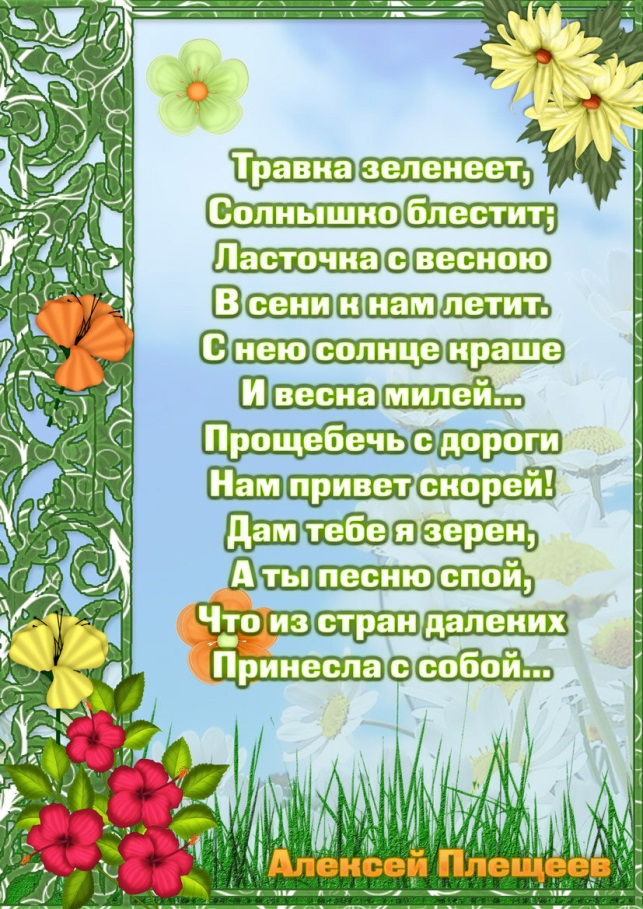 Травка зеленеет,
Солнышко блестит;
Ласточка с весною
В сени к нам летит.
С нею солнце краше
И весна милей...
Прощебечь с дороги
Нам привет скорей!
Дам тебе я зерен,
А ты песню спой,
Что из стран далеких
Принесла с собой...
Алексей Плещеев